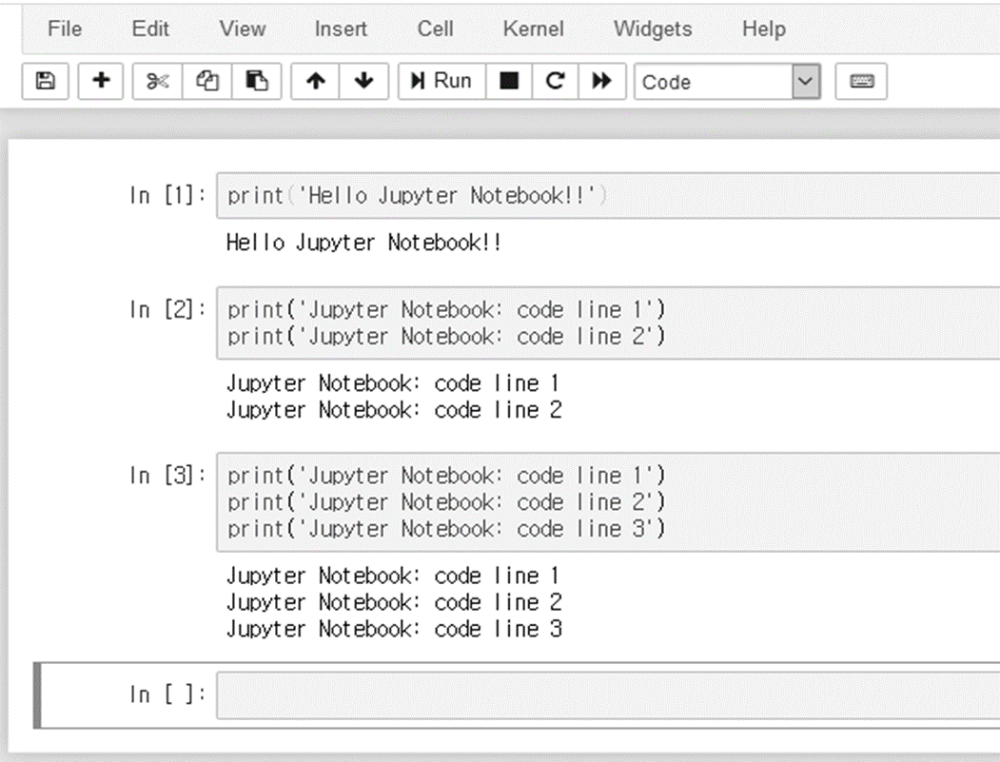 File Edit View Insert Cell Kernel Widgets Help
Run Code
In [1]: print('Hello Jupyter Notebook!!')
Hello Jupyter Notebook!!
In [2]: print('Jupyter Notebook: code line 1')
print('Jupyter Notebook: code line 2')
Jupyter Notebook: code line 1
Jupyter Notebook: code line 2
In [3]: print('Jupyter Notebook: code line 1')
print('Jupyter Notebook: code line 2')
print('Jupyter Notebook: code line 3')
Jupyter Notebook: code line 1
Jupyter Notebook: code line 2
Jupyter Notebook: code line 3
In [ ]: